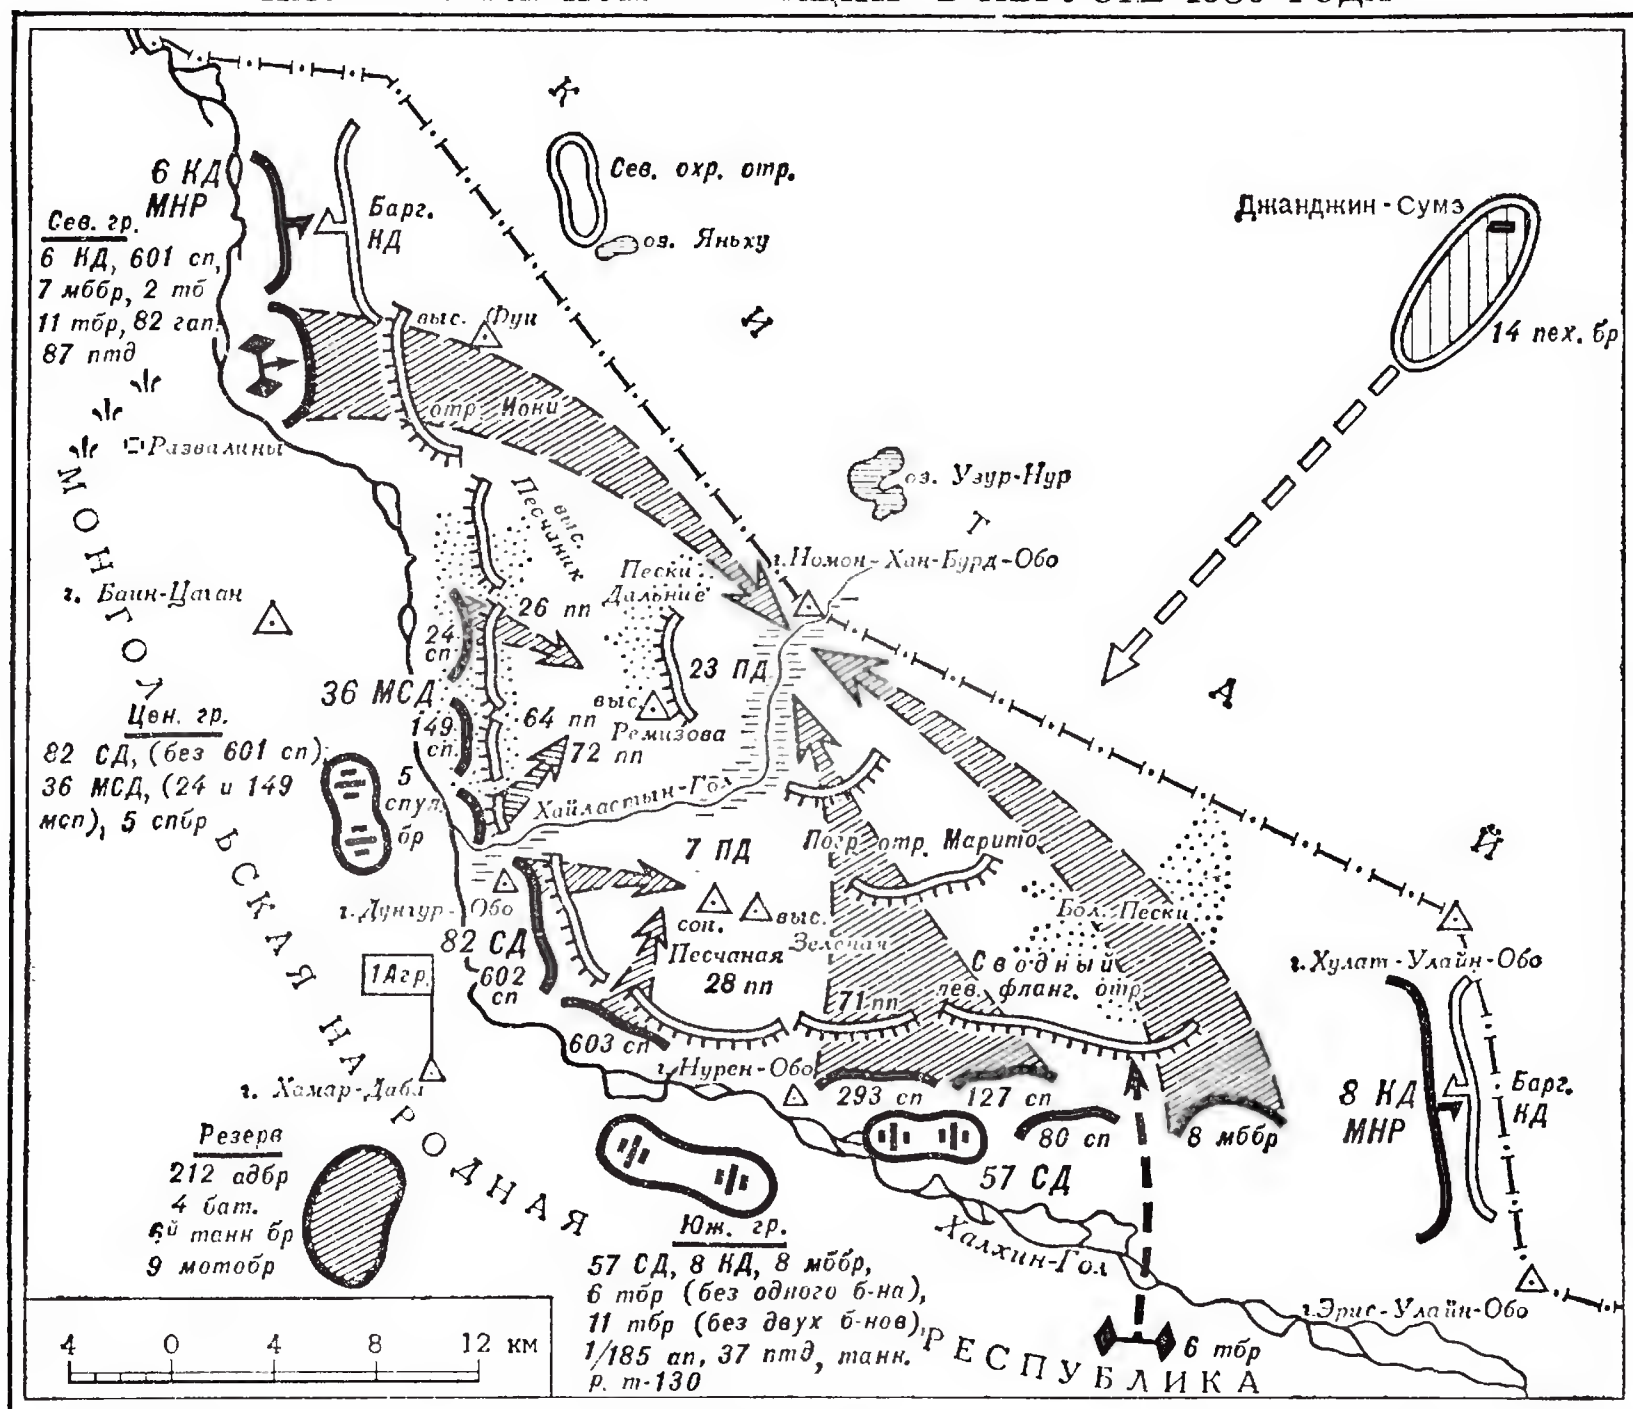 В АВГУСТЕ 1939 ГОДА
КИТАЙ
6 КД
МНР
Сев. гр.
6 КД, 601 сп,
7 мббр, 2 тб
11 тбр, 82 гап.
87 птд
Барг.
КД
Сев. охр. отр.
оз. Яньху
Джанджин-Сумэ
14 пех. бр
выс. Фуи
отр. Иоки
Развалины
выс.
Песчаник
оз. Узур-Нур
г. Номон-Хан-Бурд-Обо
Пески
Дальние
г. Баин-Цаган
26 пп
24
сп
23 ПД
36 МСД
64 пп
выс.
Ремизова
149
сп
72
пп
Цен. гр.
82 СД, (без 601 сп),
36 МСД, (24 и 149
мсп), 5 спбр
5
спул
бр
Хайластын-Гол
7 ПД
Погр. отр. Марито
г. Дунгур-Обо
соп.
Песчаная
выс.
Зеленая
Бол. Пески
82 СД
602
сп
28 пп
Сводный
лев. фланг. отр
г. Хулат-Улайн-Обо
1Агр.
71 пп
603 сп
г. Нурен-Обо
г. Хамар-Даба
293 сп
127 сп
80 сп
8 мббр
8 КД
МНР
Барг.
КД
57 СД
Резерв
212 адбр
4 бат.
6й танк бр
9 мотобр
Юж. гр.
57 СД, 8 КД, 8 мббр,
6 тбр (без одного б-на),
11 тбр (без двух б-нов),
1/185 ап, 37 птд, танк.
р. т-130
Халхин-Гол
г. Эрис-Улайн-Обо
6 тбр
МОНГОЛЬСКАЯ НАРОДНАЯ РЕСПУБЛИКА
4 0 4 8 12 км